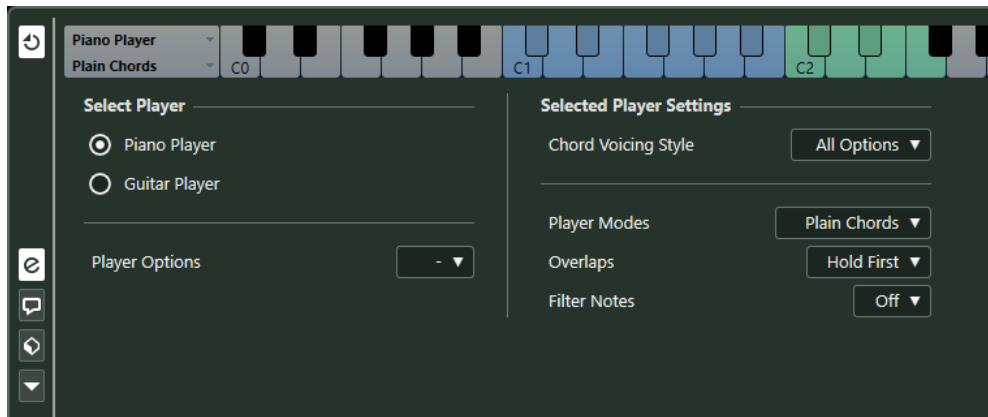 Piano Player
Plain Chords
C0
C1
C2
Select Player
Piano Player
Guitar Player
Player Options
-
Selected Player Settings
Chord Voicing Style
All Options
Player Modes
Plain Chords
Overlaps
Hold First
Filter Notes
Off